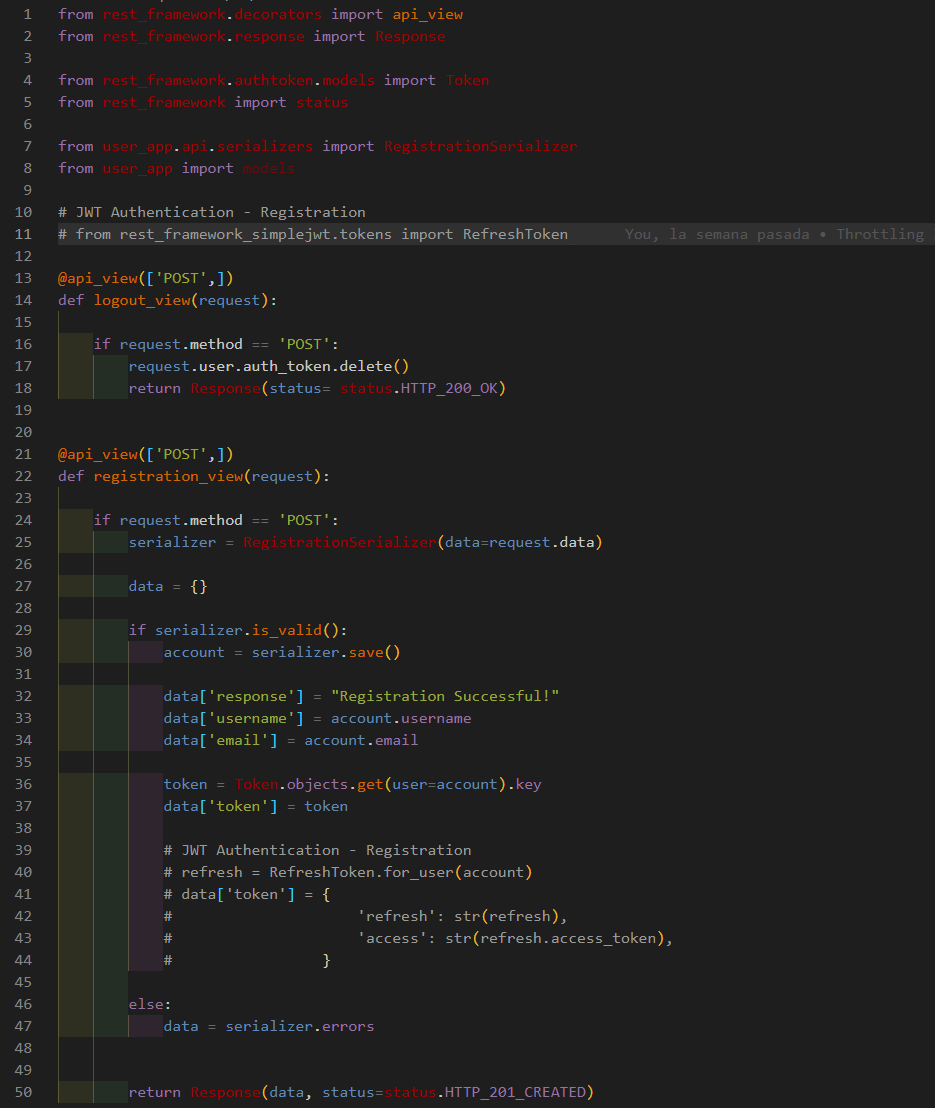 1 from rest_framework.decorators import api_view
2 from rest_framework.response import Response
3
4 from rest_framework.authtoken.models import Token
5 from rest_framework import status
6
7 from user_app.api.serializers import RegistrationSerializer
8 from user_app import models
9
10 # JWT Authentication - Registration
11 # from rest_framework_simplejwt.tokens import RefreshToken You, la semana pasada • Throttling
12
13 @api_view(['POST',])
14 def logout_view(request):
15
16     if request.method == 'POST':
17         request.user.auth_token.delete()
18         return Response(status= status.HTTP_200_OK)
19
20
21 @api_view(['POST',])
22 def registration_view(request):
23
24     if request.method == 'POST':
25         serializer = RegistrationSerializer(data=request.data)
26
27         data = {}
28
29         if serializer.is_valid():
30             account = serializer.save()
31
32             data['response'] = "Registration Successful!"
33             data['username'] = account.username
34             data['email'] = account.email
35
36             token = Token.objects.get(user=account).key
37             data['token'] = token
38
39             # JWT Authentication - Registration
40             # refresh = RefreshToken.for_user(account)
41             # data['token'] = {
42             #                     'refresh': str(refresh),
43             #                     'access': str(refresh.access_token),
44             #                 }
45
46         else:
47             data = serializer.errors
48
49
50         return Response(data, status=status.HTTP_201_CREATED)